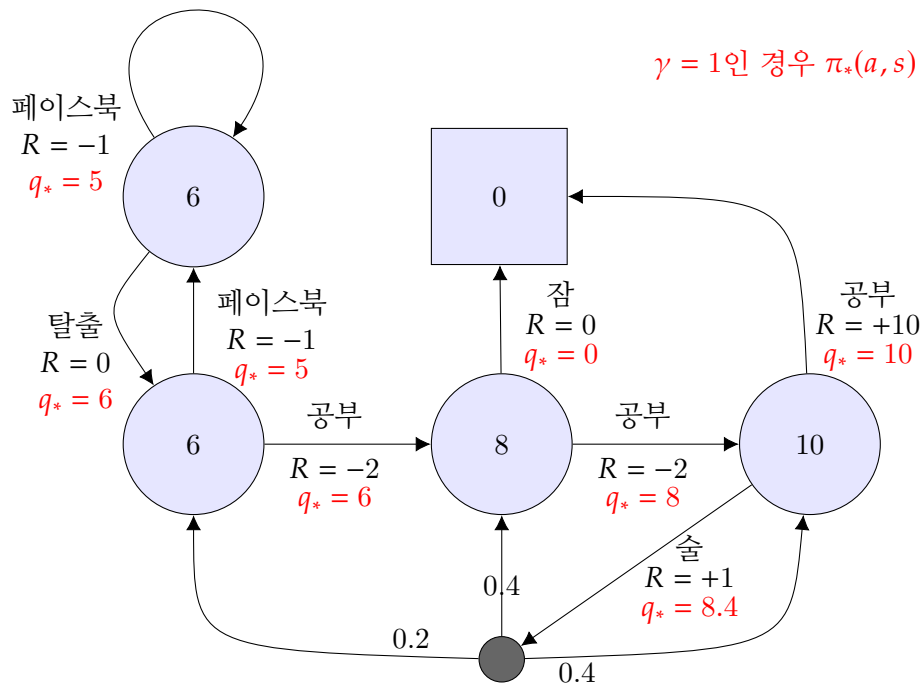 γ = 1인 경우 π*(a, s)
페이스북
R = −1
q* = 5
6
0
탈출
R = 0
q* = 6
페이스북
R = −1
q* = 5
잠
R = 0
q* = 0
공부
R = +10
q* = 10
6
공부
R = −2
q* = 6
8
공부
R = −2
q* = 8
10
술
R = +1
q* = 8.4
0.4
0.2
0.4